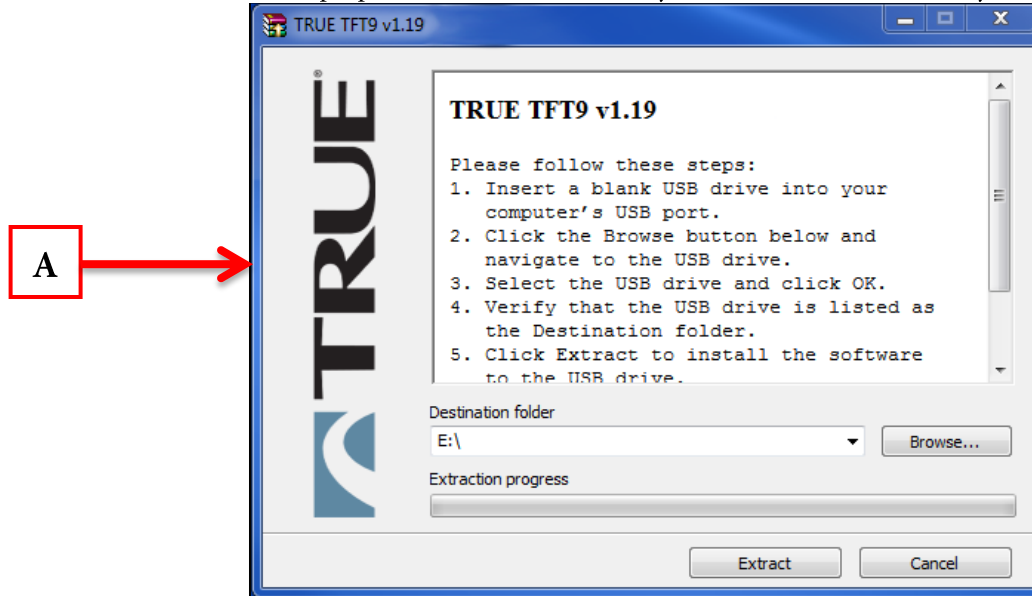 TRUE TFT9 v1.19
A
TRUE®
TRUE TFT9 v1.19
Please follow these steps:
1. Insert a blank USB drive into your
computer's USB port.
2. Click the Browse button below and
navigate to the USB drive.
3. Select the USB drive and click OK.
4. Verify that the USB drive is listed as
the Destination folder.
5. Click Extract to install the software
to the USB drive.
Destination folder
E:\
Browse...
Extraction progress
Extract
Cancel